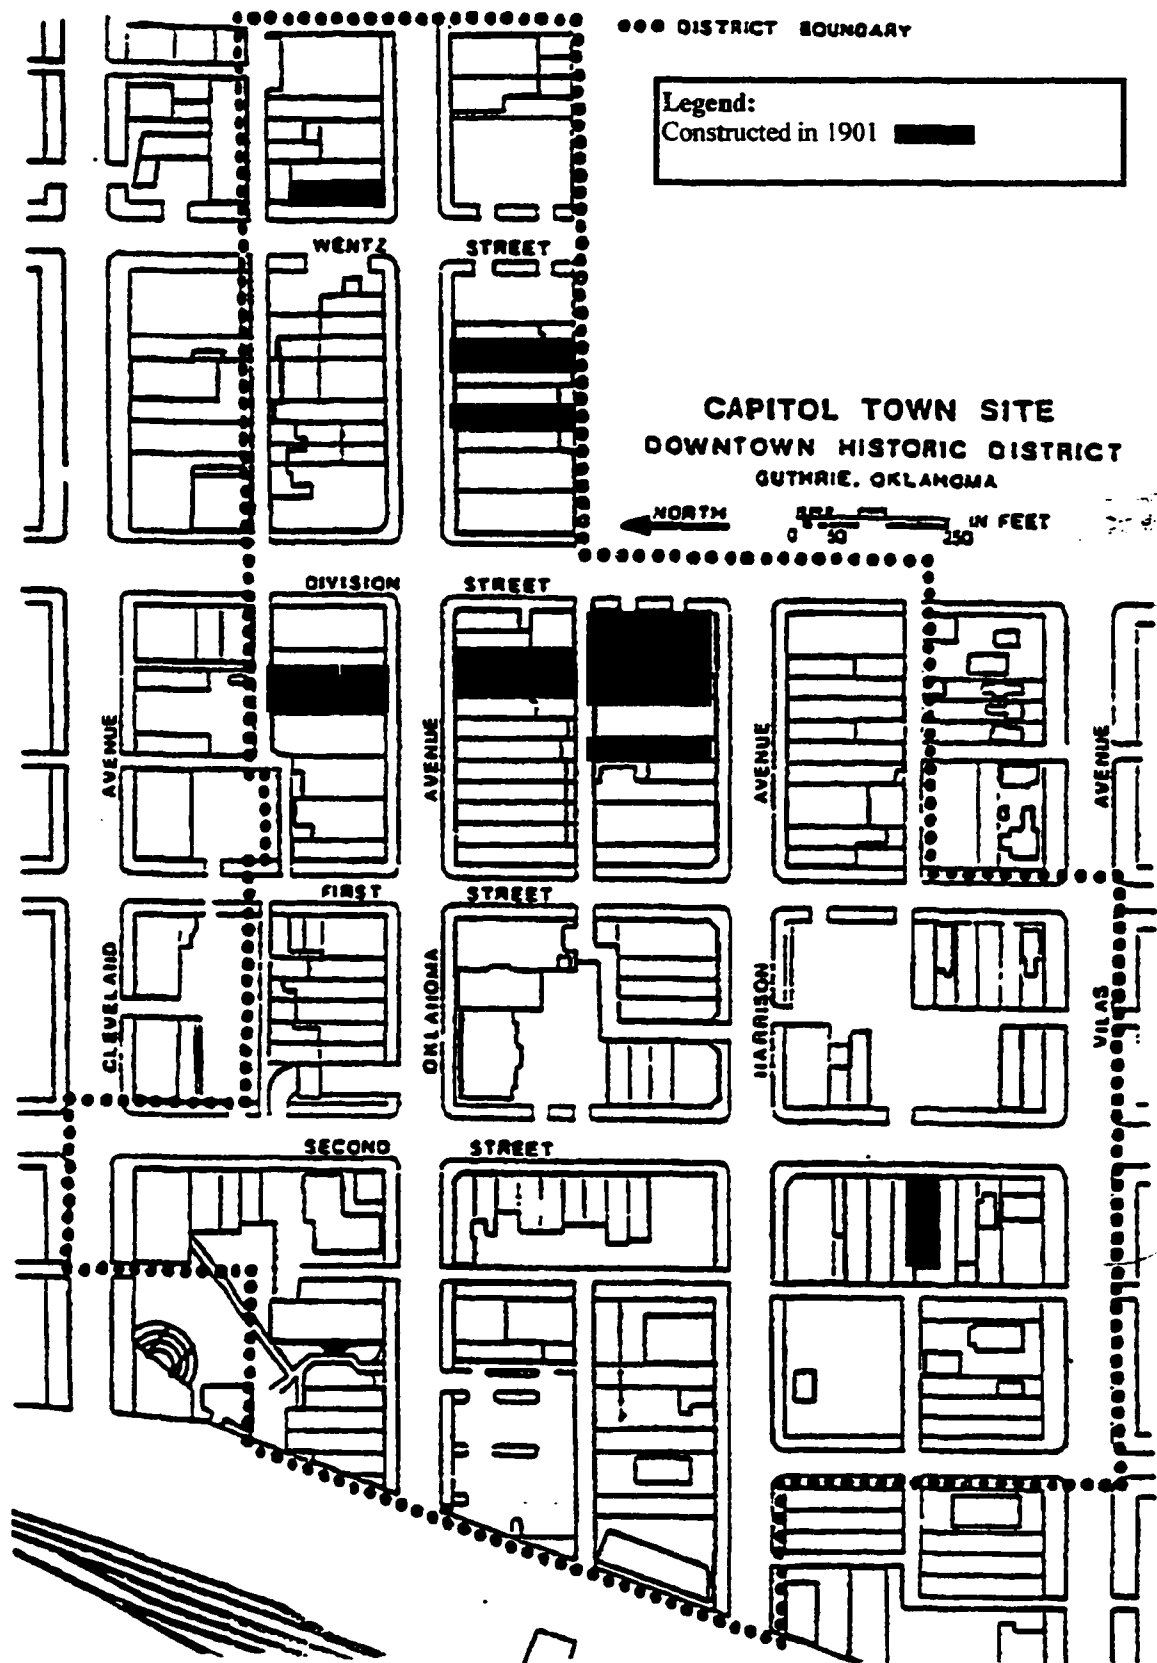 DISTRICT BOUNDARY
Legend:
Constructed in 1901
WENTZ STREET
CAPITOL TOWN SITE
DOWNTOWN HISTORIC DISTRICT
GUTHRIE, OKLAHOMA
NORTH
IN FEET
0 50 250
DIVISION STREET
AVENUE
AVENUE
AVENUE
AVENUE
FIRST STREET
CLEVELAND
OKLAHOMA
HARRISON
VILAS
SECOND STREET